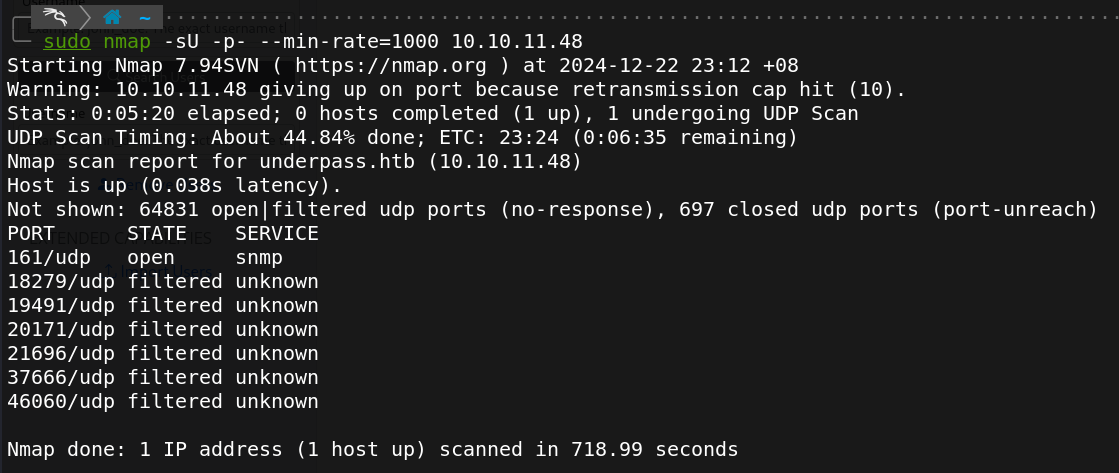 ~
sudo nmap -sU -p- --min-rate=1000 10.10.11.48
Starting Nmap 7.94SVN ( https://nmap.org ) at 2024-12-22 23:12 +08
Warning: 10.10.11.48 giving up on port because retransmission cap hit (10).
Stats: 0:05:20 elapsed; 0 hosts completed (1 up), 1 undergoing UDP Scan
UDP Scan Timing: About 44.84% done; ETC: 23:24 (0:06:35 remaining)
Nmap scan report for underpass.htb (10.10.11.48)
Host is up (0.038s latency).
Not shown: 64831 open|filtered udp ports (no-response), 697 closed udp ports (port-unreach)
PORT      STATE    SERVICE
161/udp   open     snmp
18279/udp filtered unknown
19491/udp filtered unknown
20171/udp filtered unknown
21696/udp filtered unknown
37666/udp filtered unknown
46060/udp filtered unknown
Nmap done: 1 IP address (1 host up) scanned in 718.99 seconds